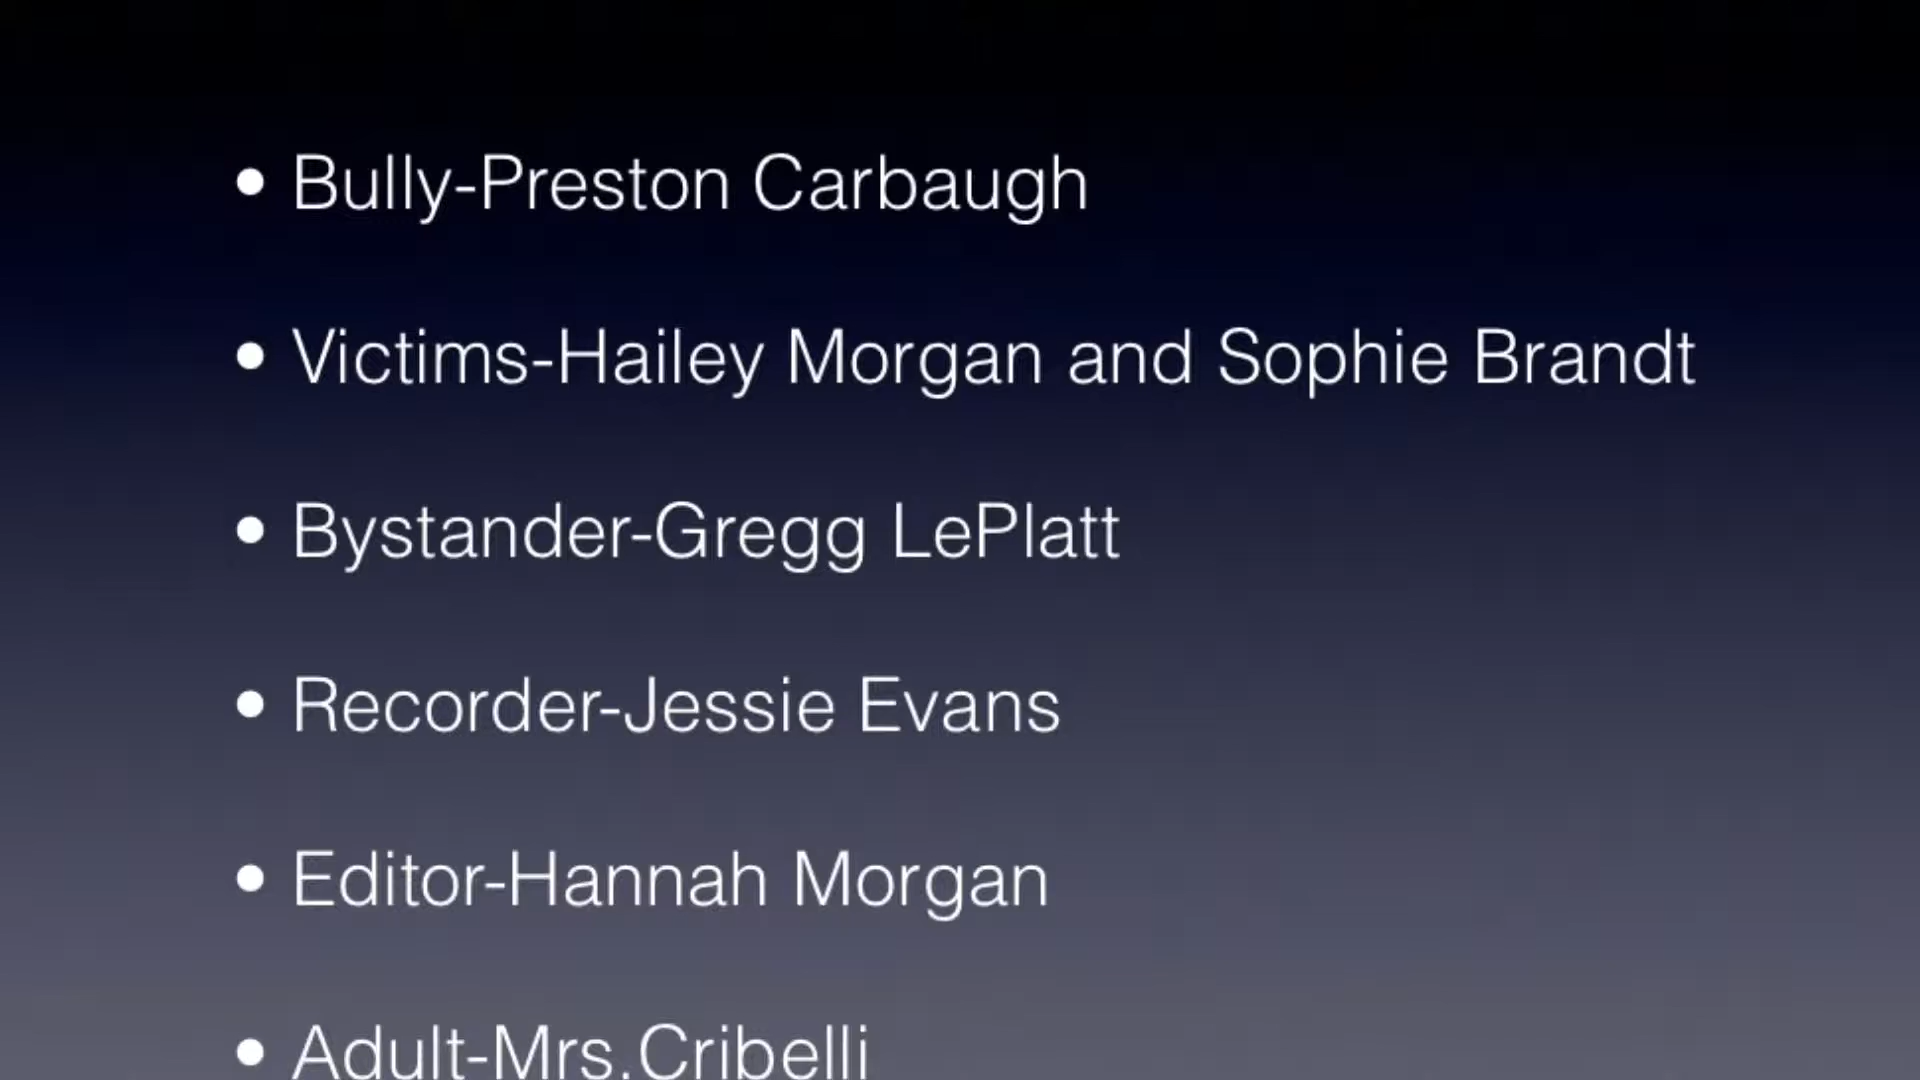 • Bully-Preston Carbaugh
• Victims-Hailey Morgan and Sophie Brandt
• Bystander-Gregg LePlatt
• Recorder-Jessie Evans
• Editor-Hannah Morgan
• Adult-Mrs.Cribelli